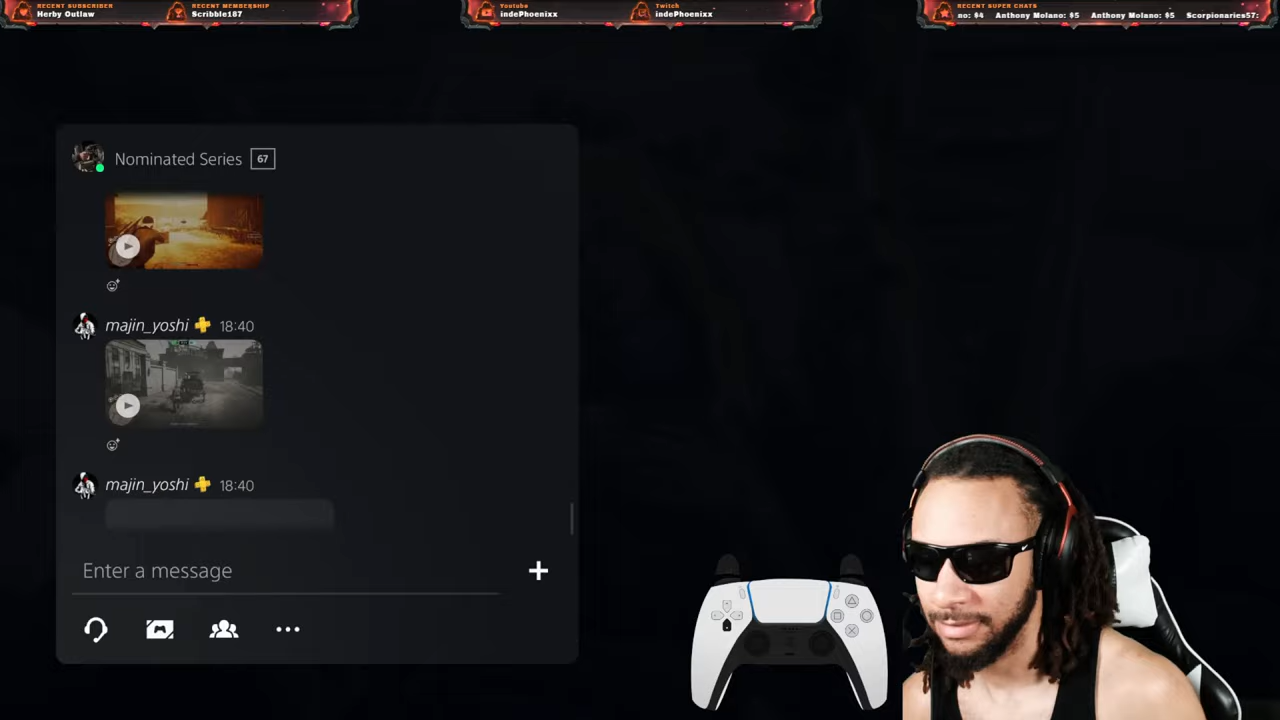 RECENT SUBSCRIBER
Herby Outlaw
RECENT MEMBERSHIP
Scribble187
Youtube
indePhoenixx
Twitch
indePhoenixx
RECENT SUPER CHATS
no: $4 Anthony Molano: $5 Anthony Molano: $5 Scorpionaries57:
Nominated Series 67
majin_yoshi 18:40
majin_yoshi 18:40
Enter a message